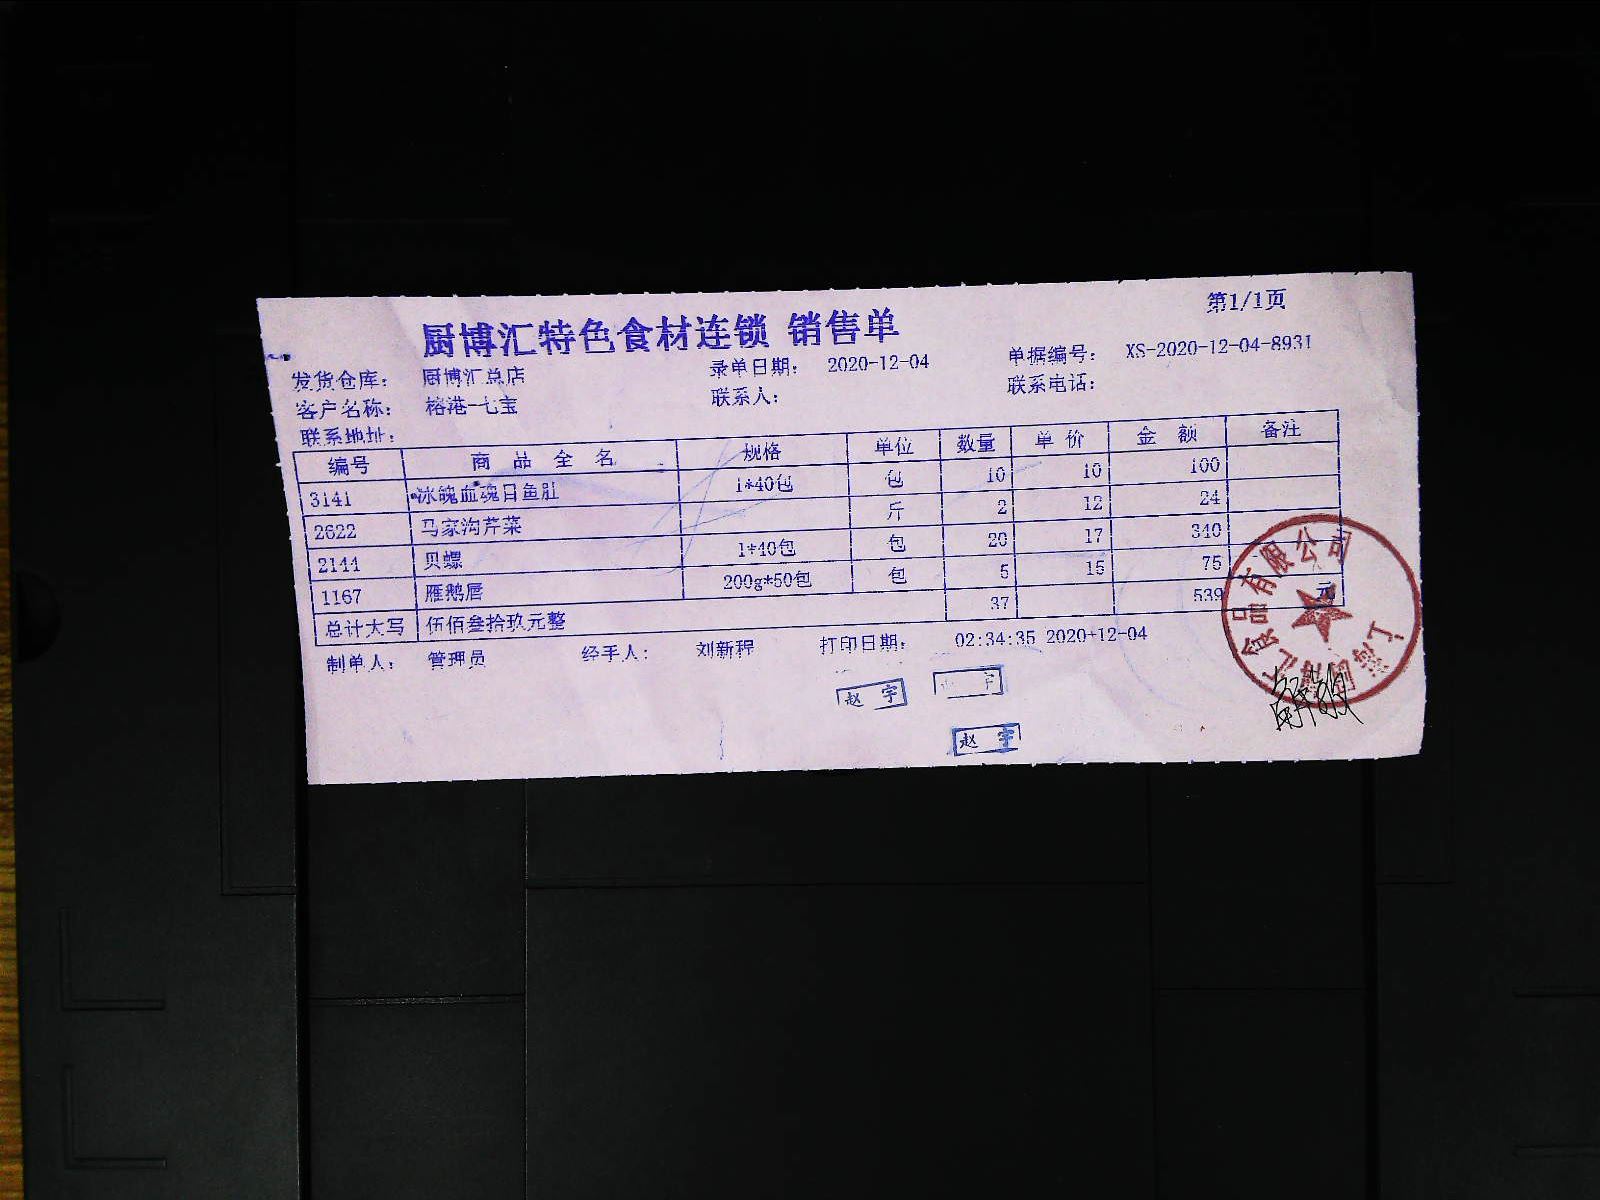 第1/1页
厨博汇特色食材连锁 销售单
发货仓库： 厨博汇总店 录单日期： 2020-12-04 单据编号： XS-2020-12-04-8931
客户名称： 榕港-七宝 联系人： 联系电话：
联系地址：
编号 商品全名 规格 单位 数量 单价 金额 备注
3141 冰魄血魂日鱼肚 1*40包 包 10 10 100
2622 马家沟芹菜 斤 2 12 24
2144 贝螺 1*40包 包 20 17 340
1167 雁鹅唇 200g*50包 包 5 15 75
总计大写 伍佰叁拾玖元整 37 539 元
制单人： 管理员 经手人： 刘新程 打印日期： 02:34:35 2020-12-04
赵 宇
宇
赵 宇
食品有限公司